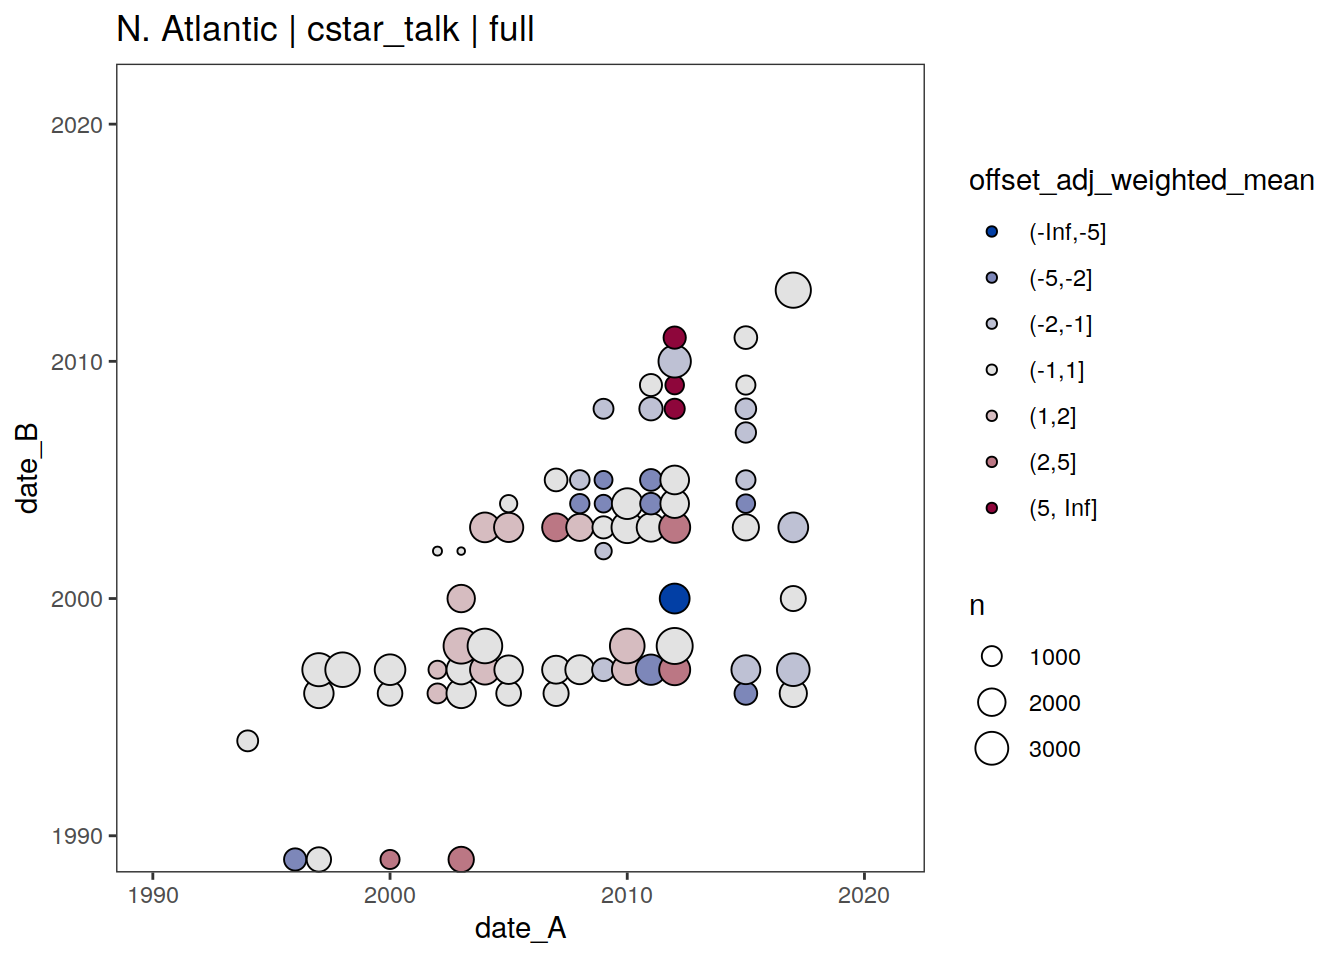 N. Atlantic | cstar_talk | full
2020
2010
2000
1990
date_B
1990
2000
2010
2020
date_A
offset_adj_weighted_mean
(-Inf,-5]
(-5,-2]
(-2,-1]
(-1,1]
(1,2]
(2,5]
(5, Inf]
n
1000
2000
3000